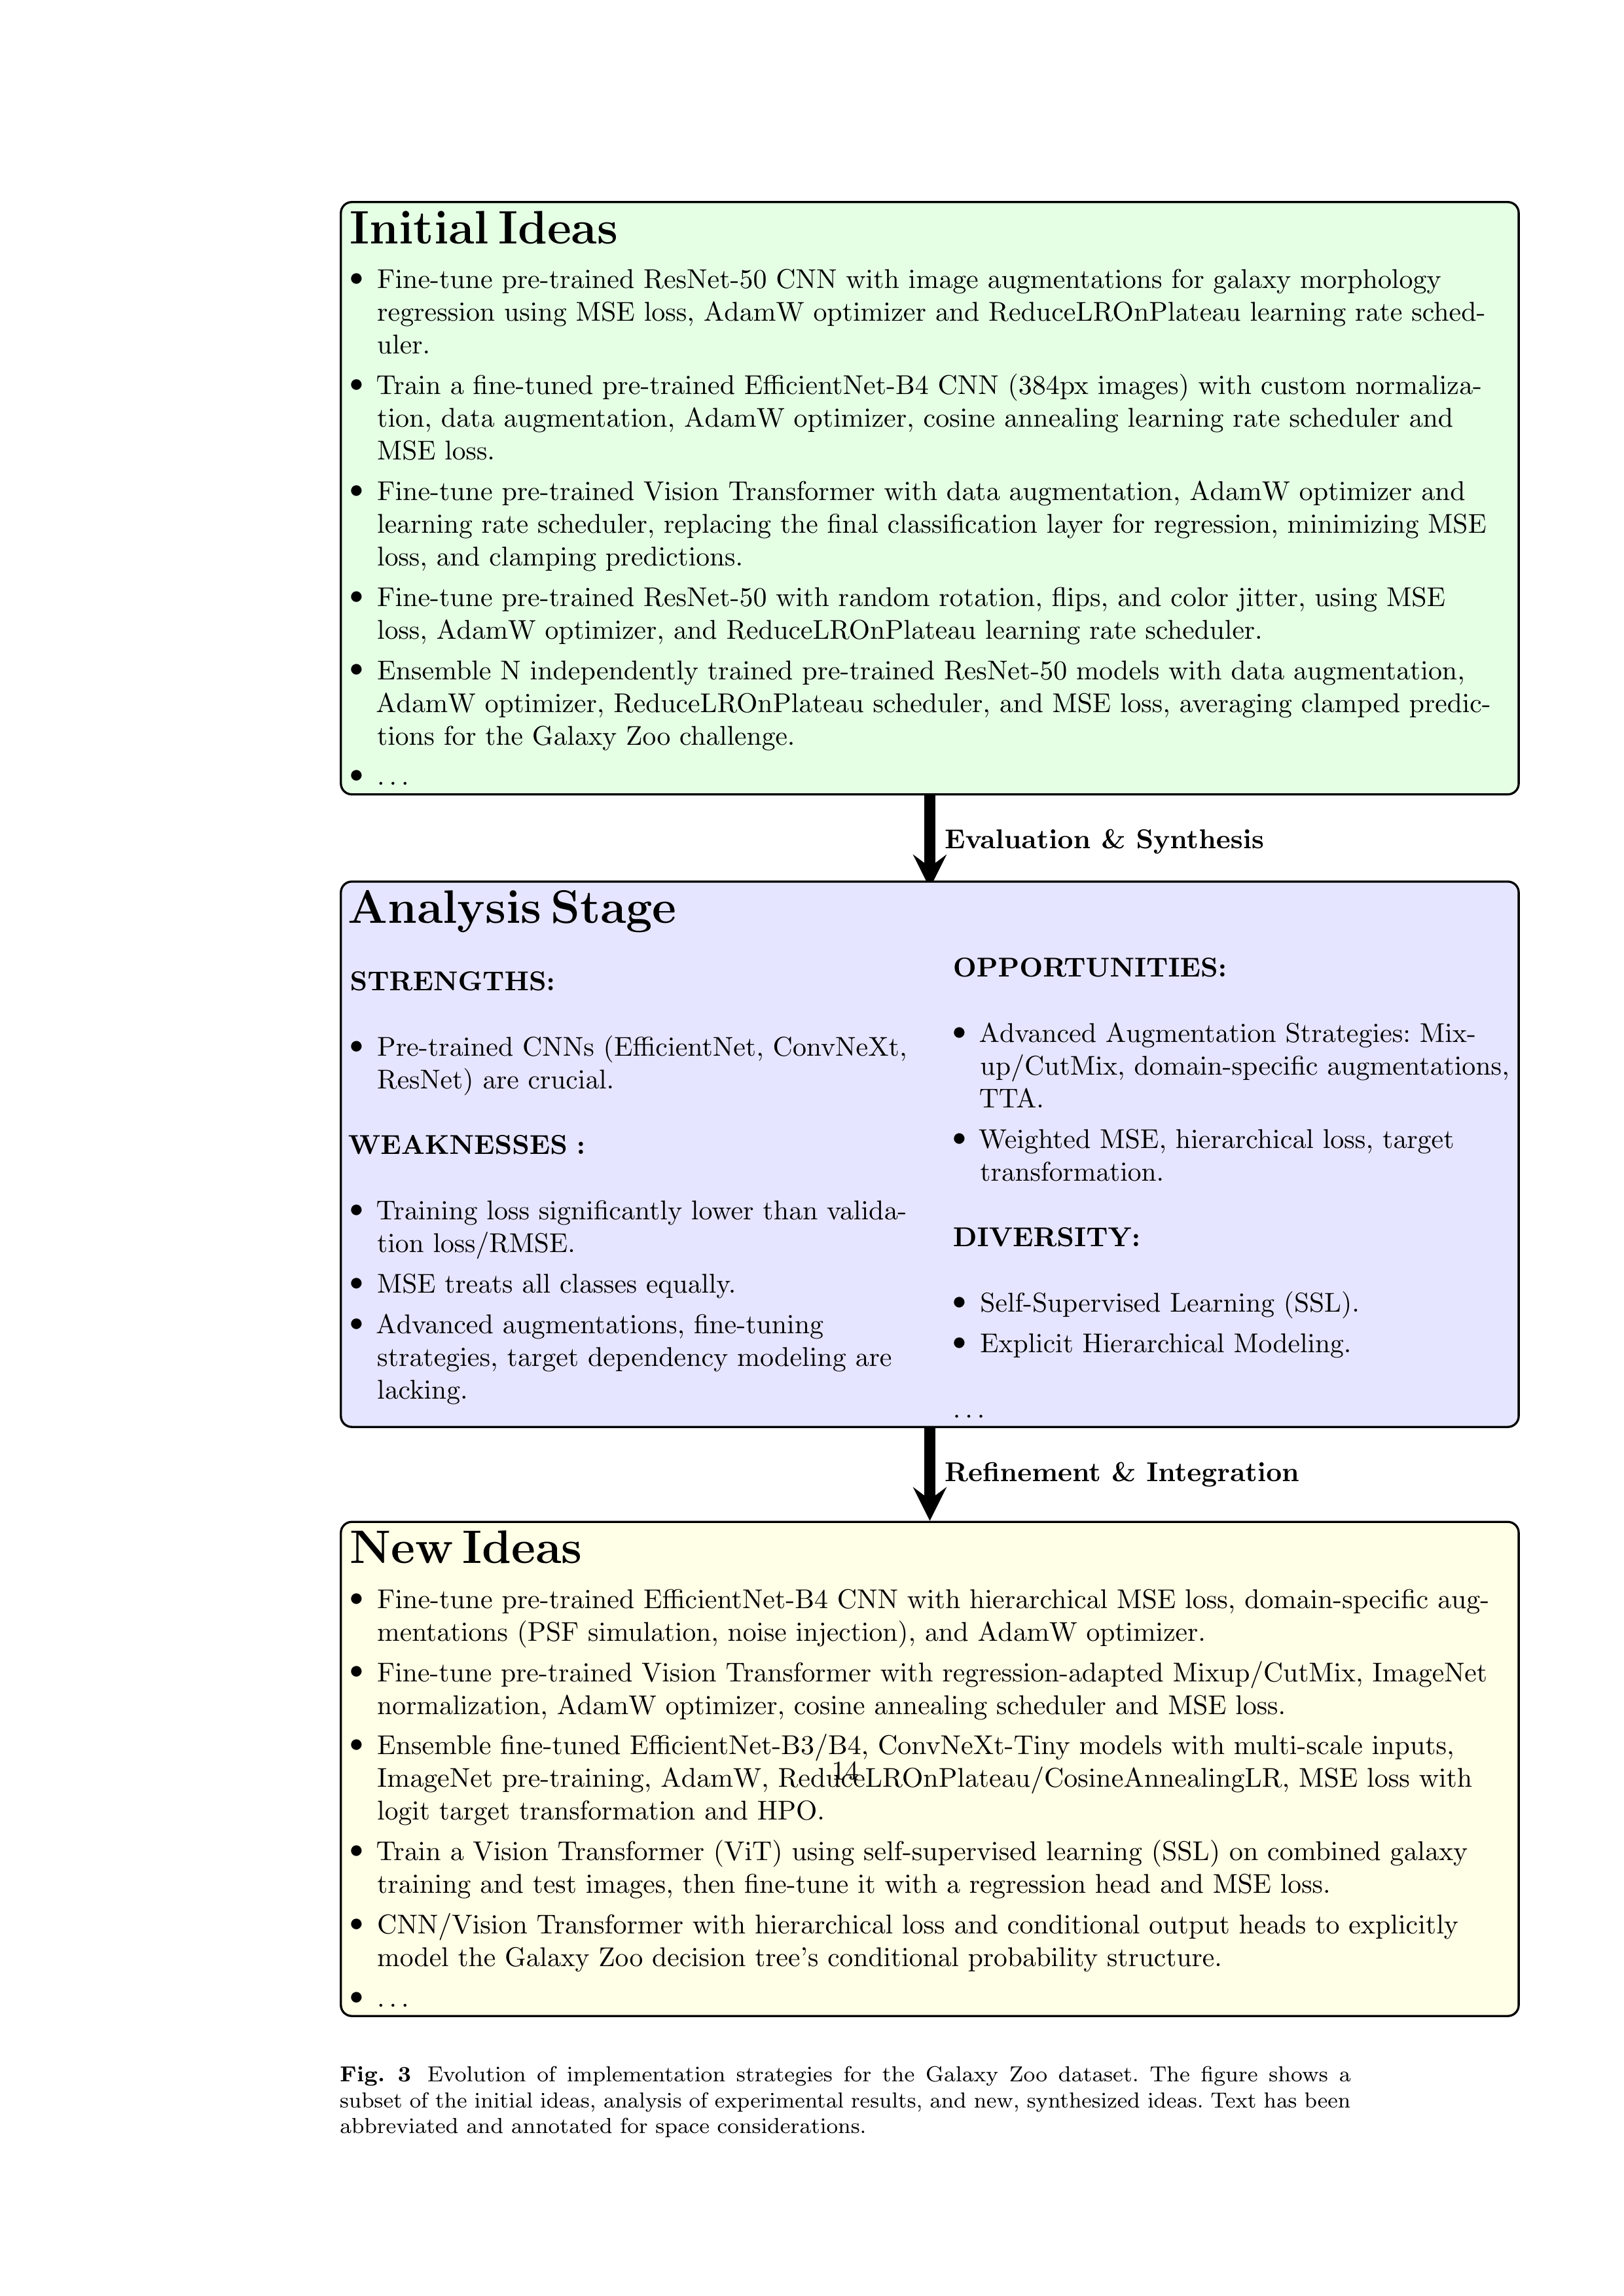 Initial Ideas
• Fine-tune pre-trained ResNet-50 CNN with image augmentations for galaxy morphology
regression using MSE loss, AdamW optimizer and ReduceLROnPlateau learning rate sched-
uler.
• Train a fine-tuned pre-trained EfficientNet-B4 CNN (384px images) with custom normaliza-
tion, data augmentation, AdamW optimizer, cosine annealing learning rate scheduler and
MSE loss.
• Fine-tune pre-trained Vision Transformer with data augmentation, AdamW optimizer and
learning rate scheduler, replacing the final classification layer for regression, minimizing MSE
loss, and clamping predictions.
• Fine-tune pre-trained ResNet-50 with random rotation, flips, and color jitter, using MSE
loss, AdamW optimizer, and ReduceLROnPlateau learning rate scheduler.
• Ensemble N independently trained pre-trained ResNet-50 models with data augmentation,
AdamW optimizer, ReduceLROnPlateau scheduler, and MSE loss, averaging clamped predic-
tions for the Galaxy Zoo challenge.
• ...
Evaluation & Synthesis
Analysis Stage
STRENGTHS:
• Pre-trained CNNs (EfficientNet, ConvNeXt,
ResNet) are crucial.
WEAKNESSES :
• Training loss significantly lower than valida-
tion loss/RMSE.
• MSE treats all classes equally.
• Advanced augmentations, fine-tuning
strategies, target dependency modeling are
lacking.
OPPORTUNITIES:
• Advanced Augmentation Strategies: Mix-
up/CutMix, domain-specific augmentations,
TTA.
• Weighted MSE, hierarchical loss, target
transformation.
DIVERSITY:
• Self-Supervised Learning (SSL).
• Explicit Hierarchical Modeling.
...
Refinement & Integration
New Ideas
• Fine-tune pre-trained EfficientNet-B4 CNN with hierarchical MSE loss, domain-specific aug-
mentations (PSF simulation, noise injection), and AdamW optimizer.
• Fine-tune pre-trained Vision Transformer with regression-adapted Mixup/CutMix, ImageNet
normalization, AdamW optimizer, cosine annealing scheduler and MSE loss.
• Ensemble fine-tuned EfficientNet-B3/B4, ConvNeXt-Tiny models with multi-scale inputs,
ImageNet pre-training, AdamW, ReduceLROnPlateau/CosineAnnealingLR, MSE loss with
logit target transformation and HPO.
14
• Train a Vision Transformer (ViT) using self-supervised learning (SSL) on combined galaxy
training and test images, then fine-tune it with a regression head and MSE loss.
• CNN/Vision Transformer with hierarchical loss and conditional output heads to explicitly
model the Galaxy Zoo decision tree's conditional probability structure.
• ...
Fig. 3 Evolution of implementation strategies for the Galaxy Zoo dataset. The figure shows a
subset of the initial ideas, analysis of experimental results, and new, synthesized ideas. Text has been
abbreviated and annotated for space considerations.